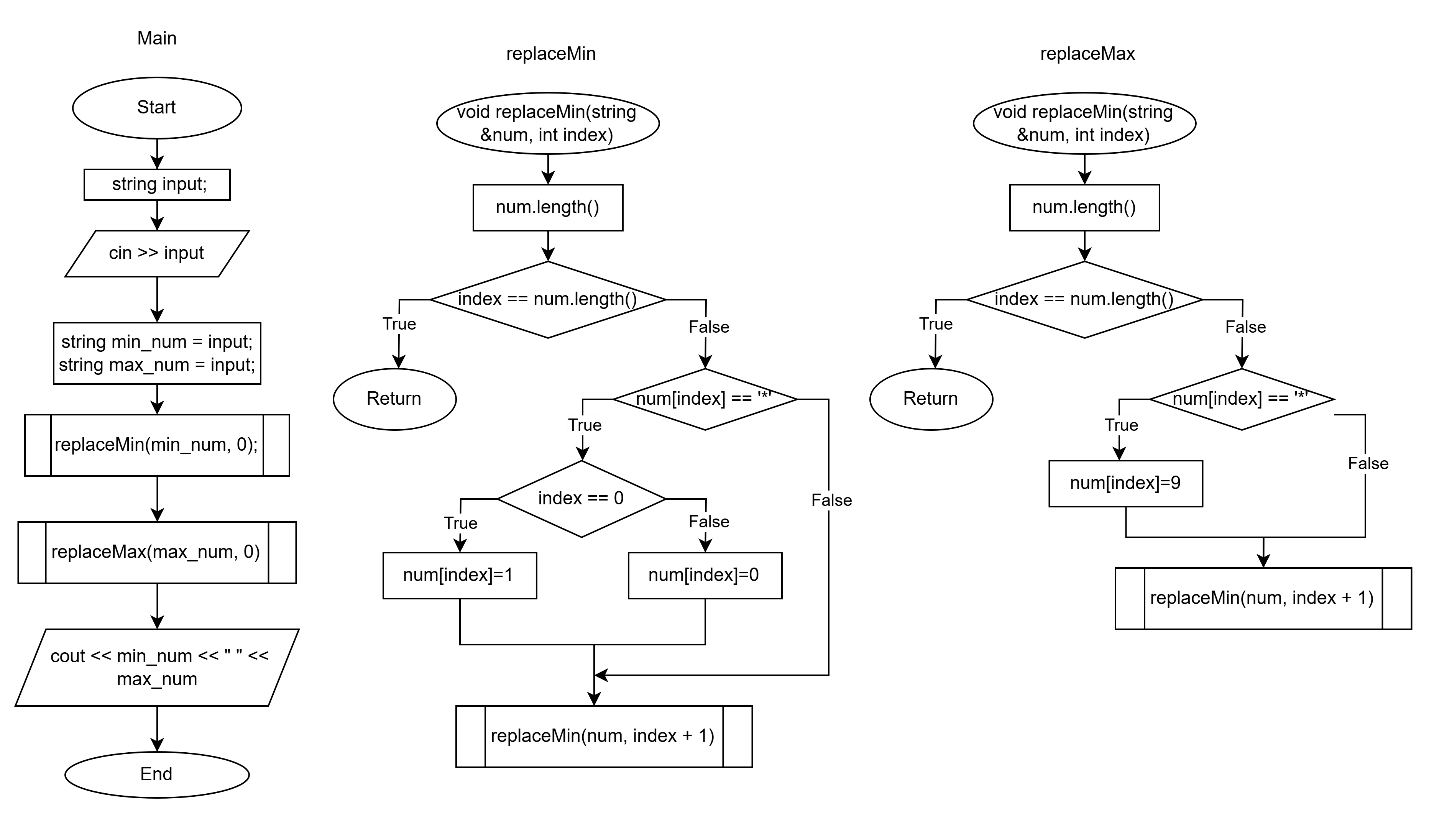 Main
Start
string input;
cin >> input
string min_num = input;
string max_num = input;
replaceMin(min_num, 0);
replaceMax(max_num, 0)
cout << min_num << " " <<
max_num
End
replaceMin
void replaceMin(string
&num, int index)
num.length()
index == num.length()
True
False
Return
num[index] == '*'
True
False
index == 0
True
False
num[index]=1
num[index]=0
replaceMin(num, index + 1)
replaceMax
void replaceMin(string
&num, int index)
num.length()
index == num.length()
True
False
Return
num[index] == '*'
True
False
num[index]=9
replaceMin(num, index + 1)